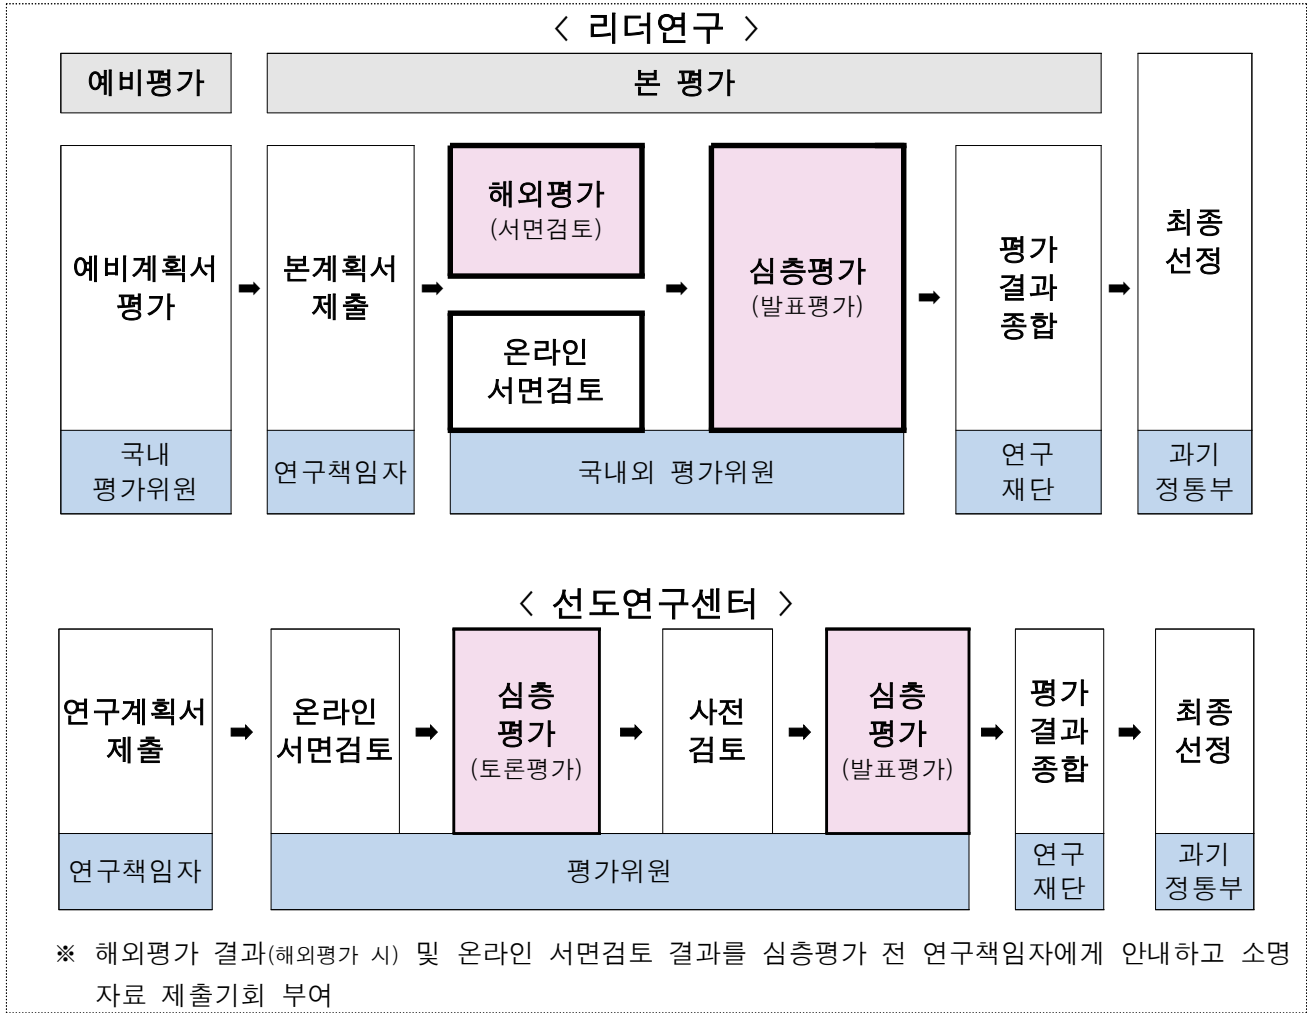 〈 리더연구 〉
예비평가
본 평가
예비계획서
평가
국내
평가위원
본계획서
제출
연구책임자
해외평가
(서면검토)
온라인
서면검토
심층평가
(발표평가)
국내외 평가위원
평가
결과
종합
연구
재단
최종
선정
과기
정통부
〈 선도연구센터 〉
연구계획서
제출
연구책임자
온라인
서면검토
심층
평가
(토론평가)
사전
검토
심층
평가
(발표평가)
평가위원
평가
결과
종합
연구
재단
최종
선정
과기
정통부
※ 해외평가 결과(해외평가 시) 및 온라인 서면검토 결과를 심층평가 전 연구책임자에게 안내하고 소명
자료 제출기회 부여